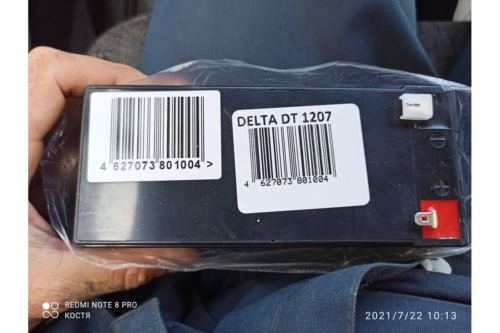 DELTA DT 1207
4 627073 801004 >
4 627073 801004
REDMI NOTE 8 PRO
КОСТЯ
2021/7/22 10:13